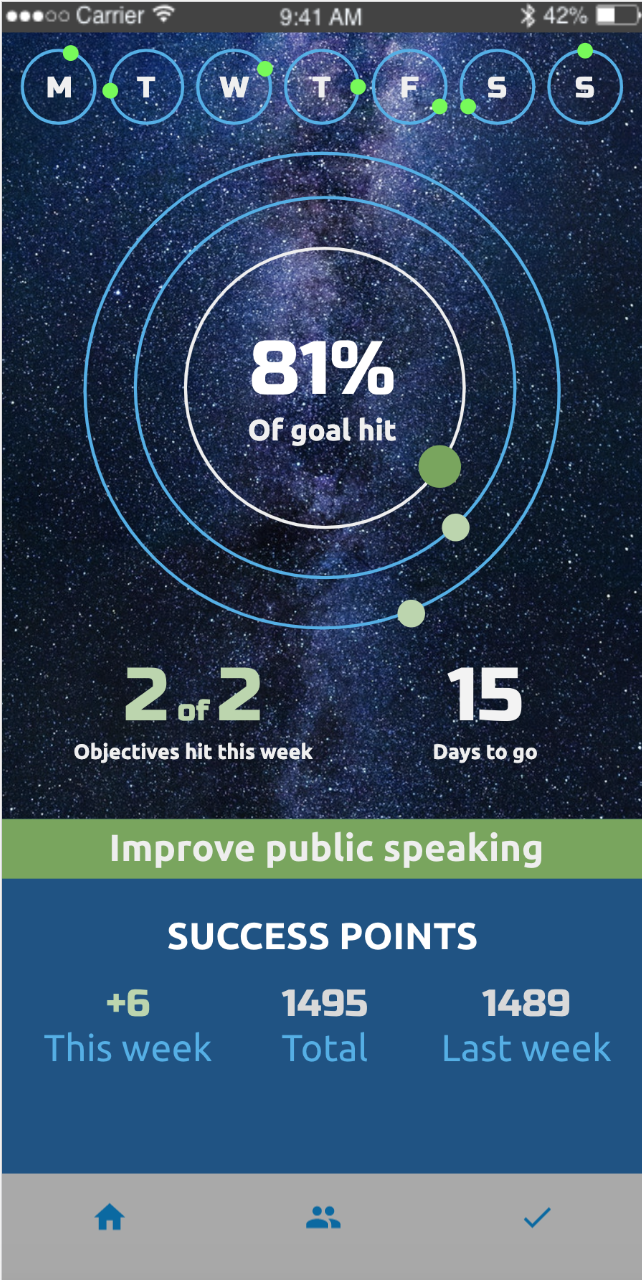 Carrier 9:41 AM 42%
M T W T F S S
81%
Of goal hit
2 of 2 15
Objectives hit this week Days to go
Improve public speaking
SUCCESS POINTS
+6 1495 1489
This week Total Last week